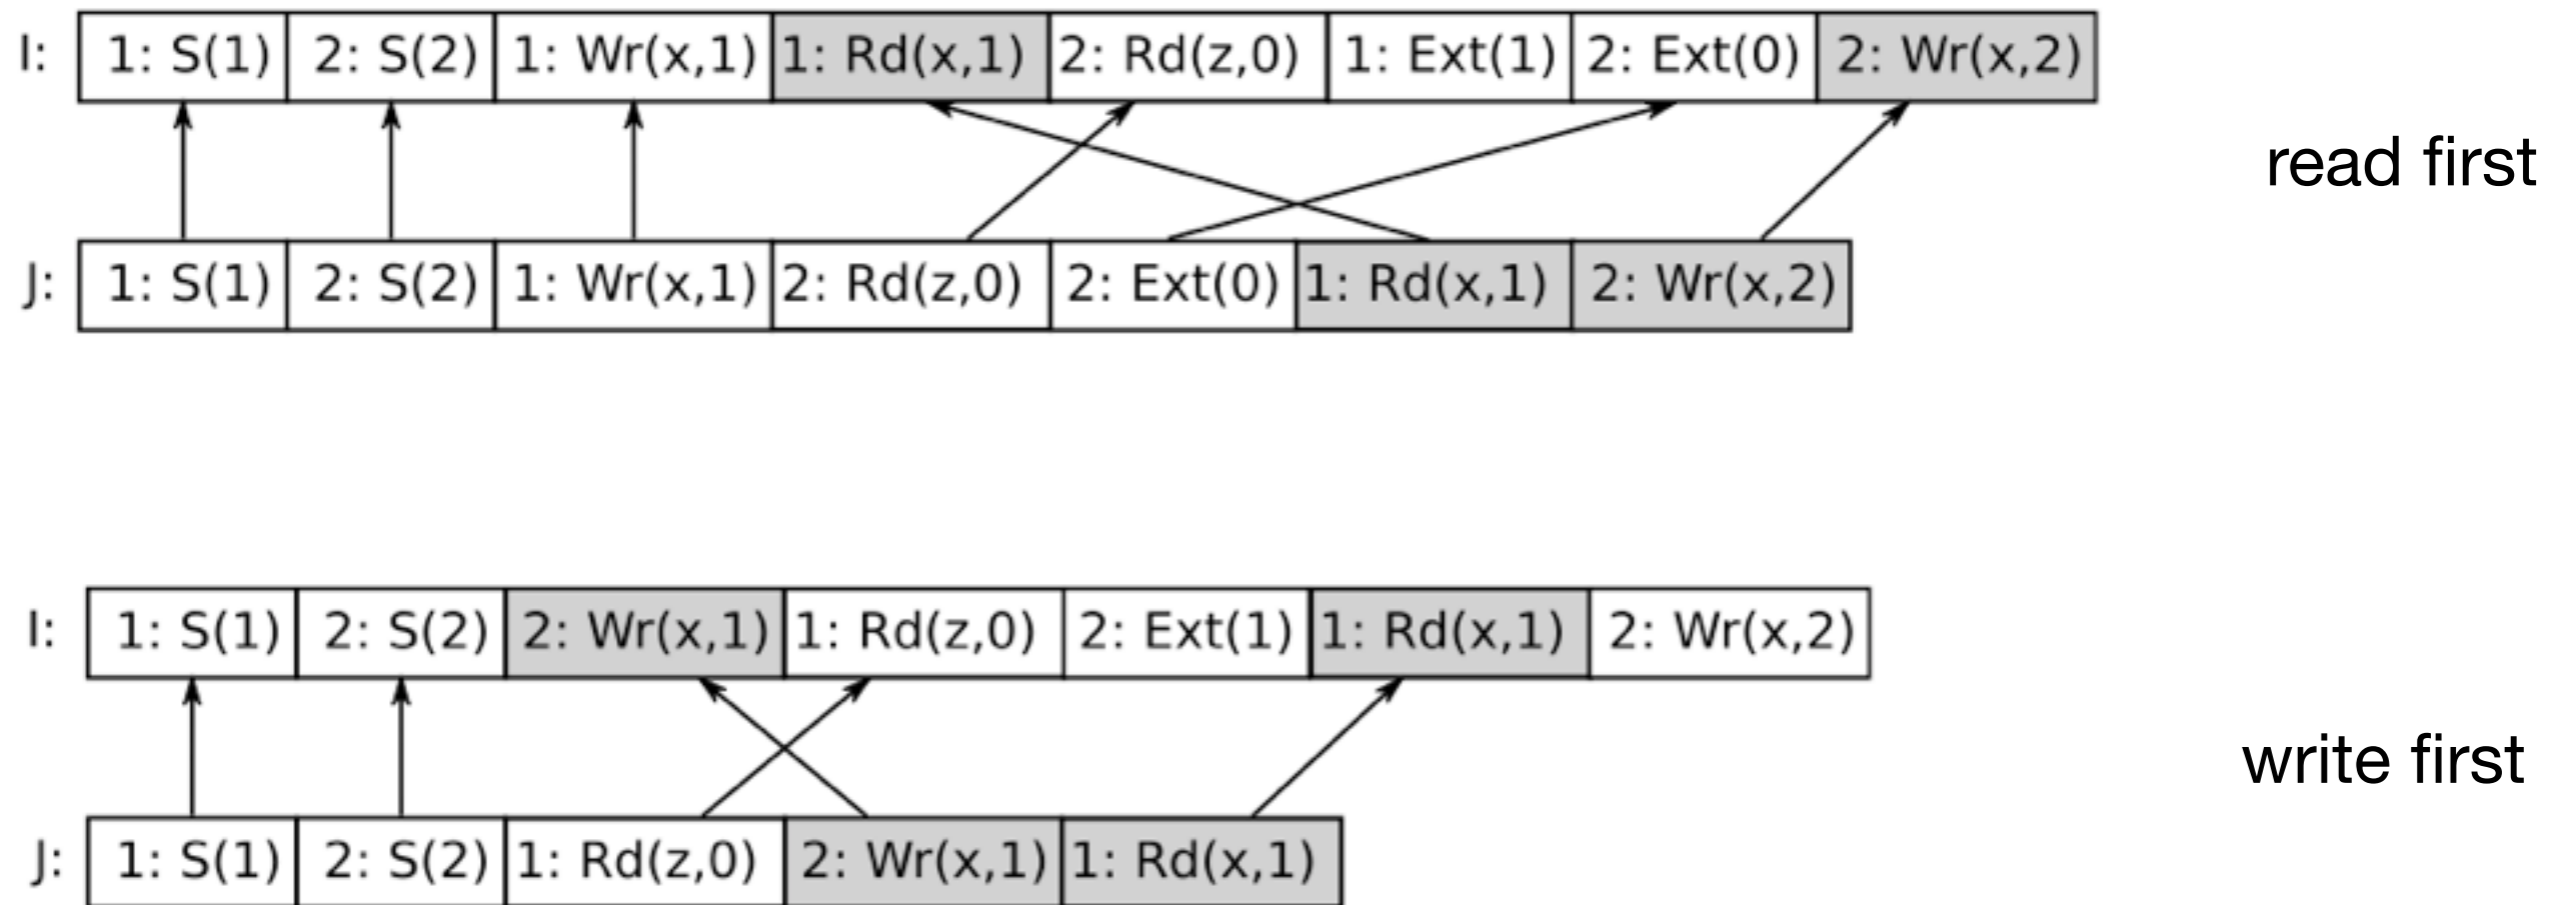 I: 1: S(1) 2: S(2) 1: Wr(x,1) 1: Rd(x,1) 2: Rd(z,0) 1: Ext(1) 2: Ext(0) 2: Wr(x,2)
read first
J: 1: S(1) 2: S(2) 1: Wr(x,1) 2: Rd(z,0) 2: Ext(0) 1: Rd(x,1) 2: Wr(x,2)
I: 1: S(1) 2: S(2) 2: Wr(x,1) 1: Rd(z,0) 2: Ext(1) 1: Rd(x,1) 2: Wr(x,2)
write first
J: 1: S(1) 2: S(2) 1: Rd(z,0) 2: Wr(x,1) 1: Rd(x,1)